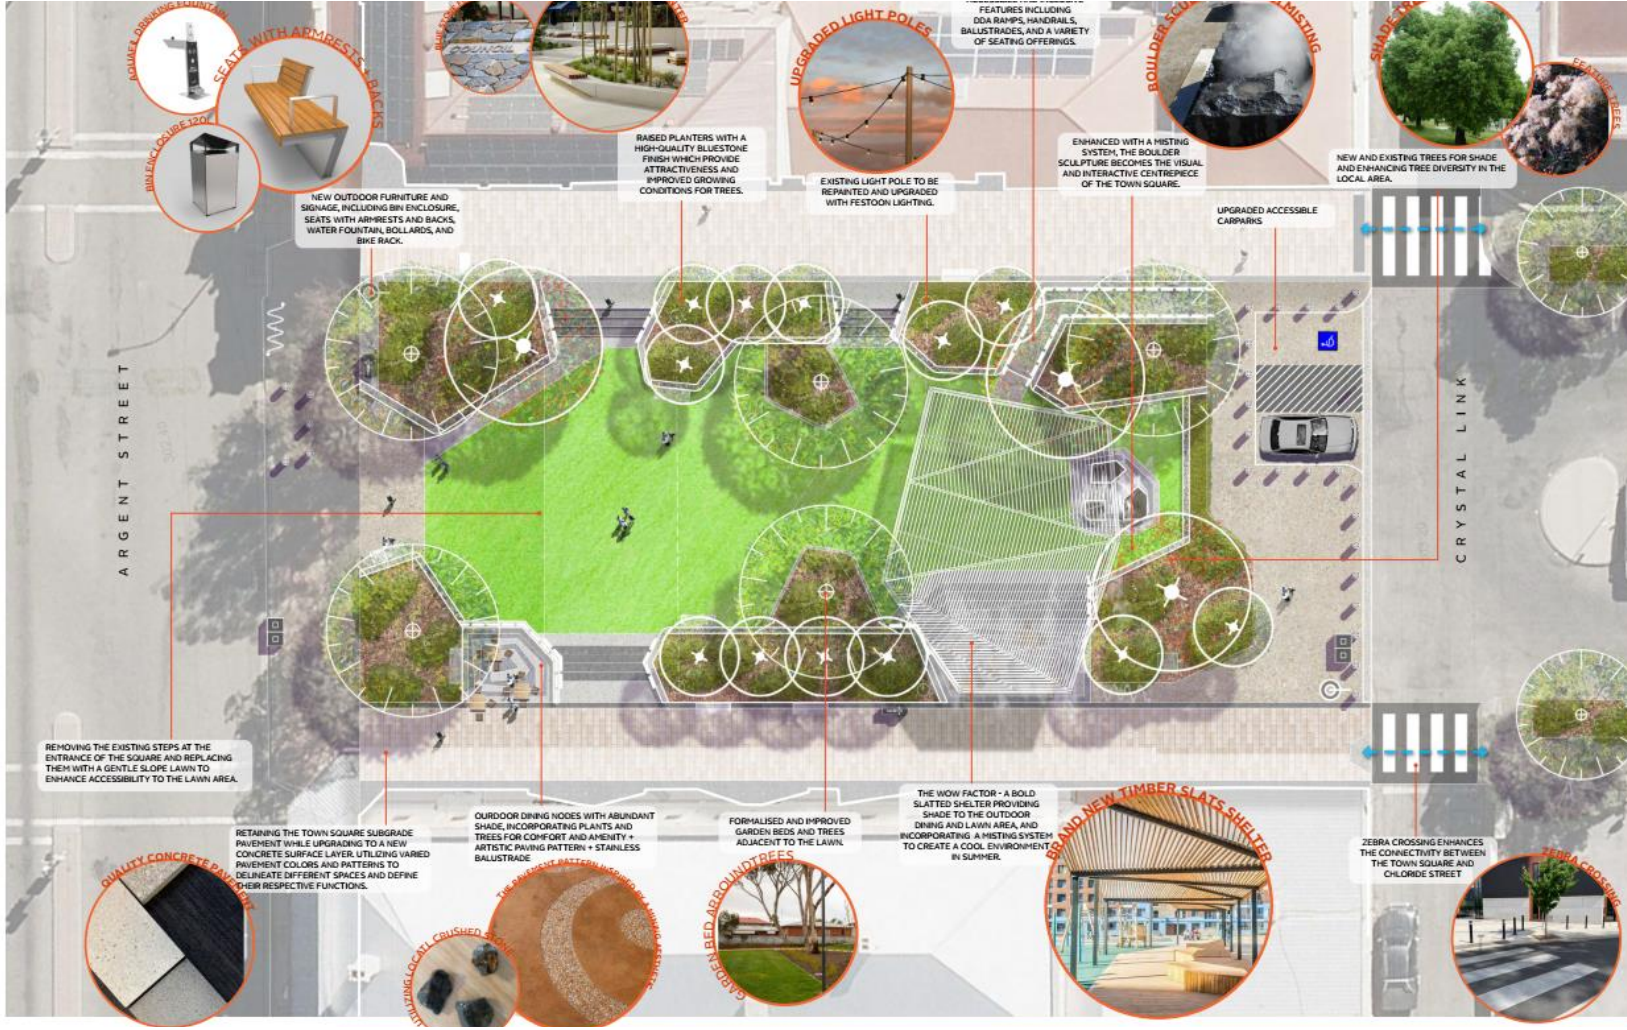 AQUAFIL DRINKING FOUNTAIN
SEATS WITH ARMRESTS + BACKS
BIN ENCLOSURE 120L
NEW OUTDOOR FURNITURE AND
SIGNAGE, INCLUDING BIN ENCLOSURE,
SEATS WITH ARMRESTS AND BACKS,
WATER FOUNTAIN, BOLLARDS, AND
BIKE RACK.
COUNCIL
RAISED PLANTERS WITH A
HIGH-QUALITY BLUESTONE
FINISH WHICH PROVIDE
ATTRACTIVENESS AND
IMPROVED GROWING
CONDITIONS FOR TREES.
UPGRADED LIGHT POLES
EXISTING LIGHT POLE TO BE
REPAINTED AND UPGRADED
WITH FESTOON LIGHTING.
FEATURES INCLUDING
DDA RAMPS, HANDRAILS,
BALUSTRADES, AND A VARIETY
OF SEATING OFFERINGS.
BOULDER SCU
MISTING
ENHANCED WITH A MISTING
SYSTEM, THE BOULDER
SCULPTURE BECOMES THE VISUAL
AND INTERACTIVE CENTREPIECE
OF THE TOWN SQUARE.
UPGRADED ACCESSIBLE
CARPARKS
SHADE TRE
FEATURE TREES
NEW AND EXISTING TREES FOR SHADE
AND ENHANCING TREE DIVERSITY IN THE
LOCAL AREA.
ARGENT STREET
CRYSTAL LINK
REMOVING THE EXISTING STEPS AT THE
ENTRANCE OF THE SQUARE AND REPLACING
THEM WITH A GENTLE SLOPE LAWN TO
ENHANCE ACCESSIBILITY TO THE LAWN AREA.
RETAINING THE TOWN SQUARE SUBGRADE
PAVEMENT WHILE UPGRADING TO A NEW
CONCRETE SURFACE LAYER. UTILIZING VARIED
PAVEMENT COLORS AND PATTERNS TO
DELINEATE DIFFERENT SPACES AND DEFINE
THEIR RESPECTIVE FUNCTIONS.
QUALITY CONCRETE PAVEMENT
OURDOOR DINING NODES WITH ABUNDANT
SHADE, INCORPORATING PLANTS AND
TREES FOR COMFORT AND AMENITY +
ARTISTIC PAVING PATTERN + STAINLESS
BALUSTRADE
UTILIZING LOCATL CRUSHED STONE
THE PAVEMENT PATTERN INSPIRED BY A MINING AESTHETIC
FORMALISED AND IMPROVED
GARDEN BEDS AND TREES
ADJACENT TO THE LAWN.
GARDEN BED ARROUND TREES
THE WOW FACTOR - A BOLD
SLATTED SHELTER PROVIDING
SHADE TO THE OUTDOOR
DINING AND LAWN AREA, AND
INCORPORATING A MISTING SYSTEM
TO CREATE A COOL ENVIRONMENT
IN SUMMER.
BRAND NEW TIMBER SLATS SHELTER
ZEBRA CROSSING ENHANCES
THE CONNECTIVITY BETWEEN
THE TOWN SQUARE AND
CHLORIDE STREET
ZEBRA CROSSING